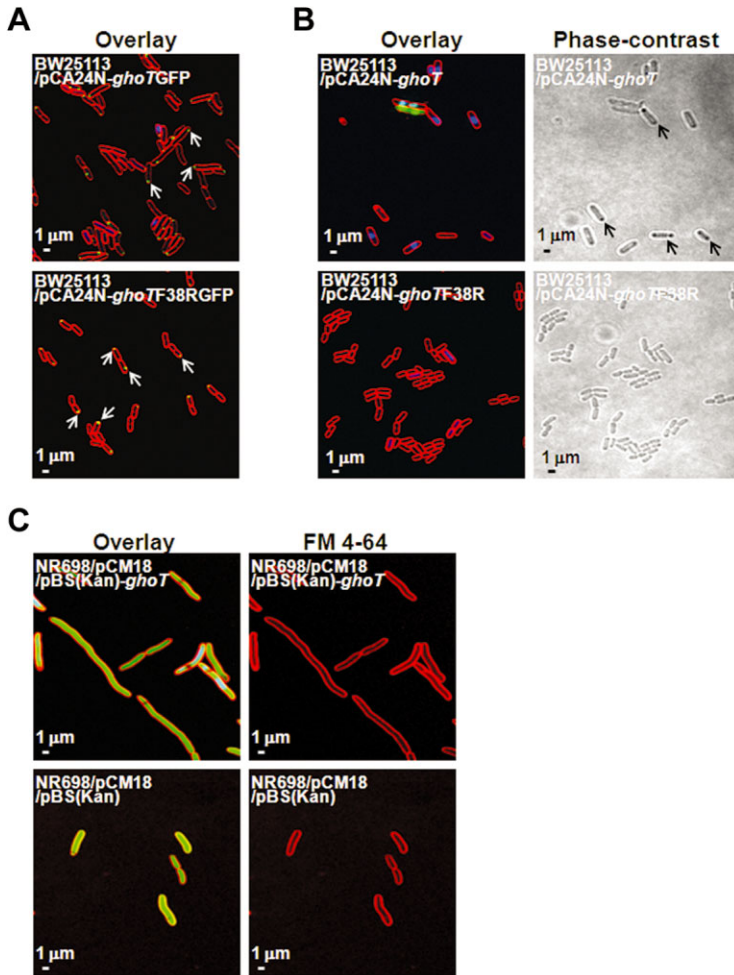 A
Overlay
BW25113
/pCA24N-ghoTGFP
1 µm
BW25113
/pCA24N-ghoTF38RGFP
1 µm
B
Overlay
Phase-contrast
BW25113
/pCA24N-ghoT
1 µm
BW25113
/pCA24N-ghoT
1 µm
BW25113
/pCA24N-ghoTF38R
1 µm
BW25113
/pCA24N-ghoTF38R
1 µm
C
Overlay
FM 4-64
NR698/pCM18
/pBS(Kan)-ghoT
1 µm
NR698/pCM18
/pBS(Kan)-ghoT
1 µm
NR698/pCM18
/pBS(Kan)
1 µm
NR698/pCM18
/pBS(Kan)
1 µm